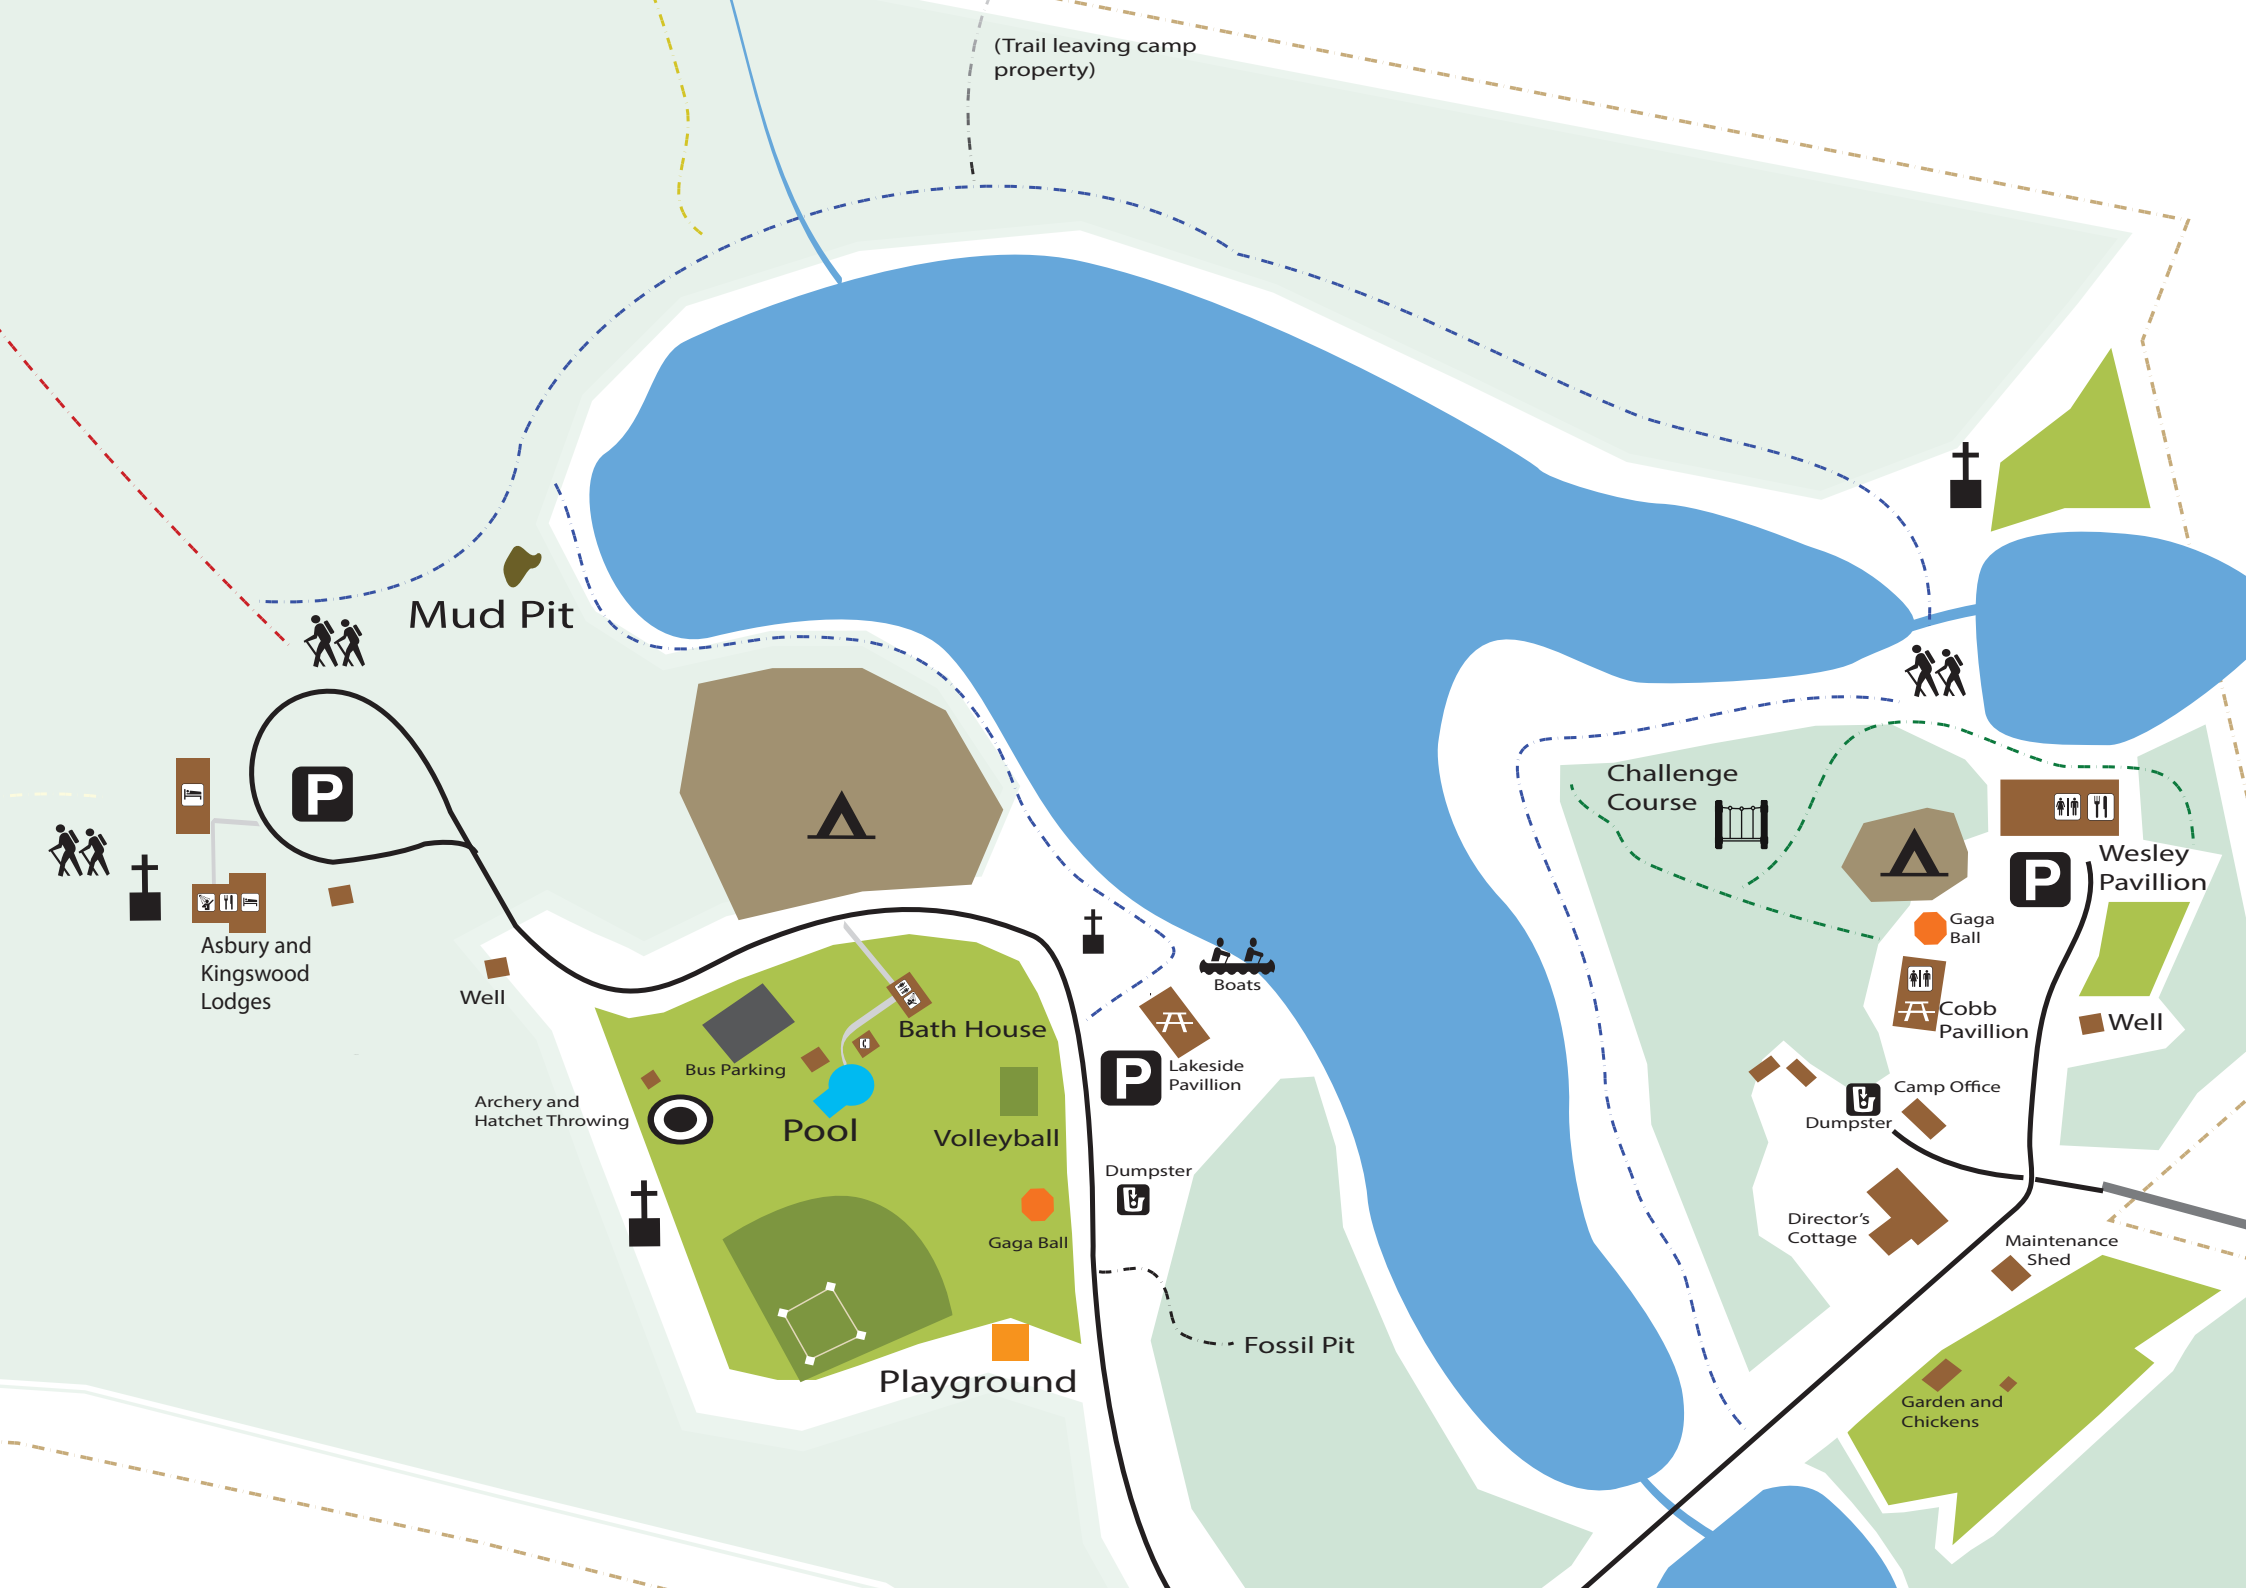 (Trail leaving camp
property)
Mud Pit
P
Asbury and
Kingswood
Lodges
Well
Bath House
Bus Parking
Archery and
Hatchet Throwing
Pool
Volleyball
Gaga Ball
Playground
Boats
Lakeside
Pavillion
P
Dumpster
Fossil Pit
Challenge
Course
Wesley
Pavillion
P
Gaga
Ball
Cobb
Pavillion
Well
Camp Office
Dumpster
Director's
Cottage
Maintenance
Shed
Garden and
Chickens